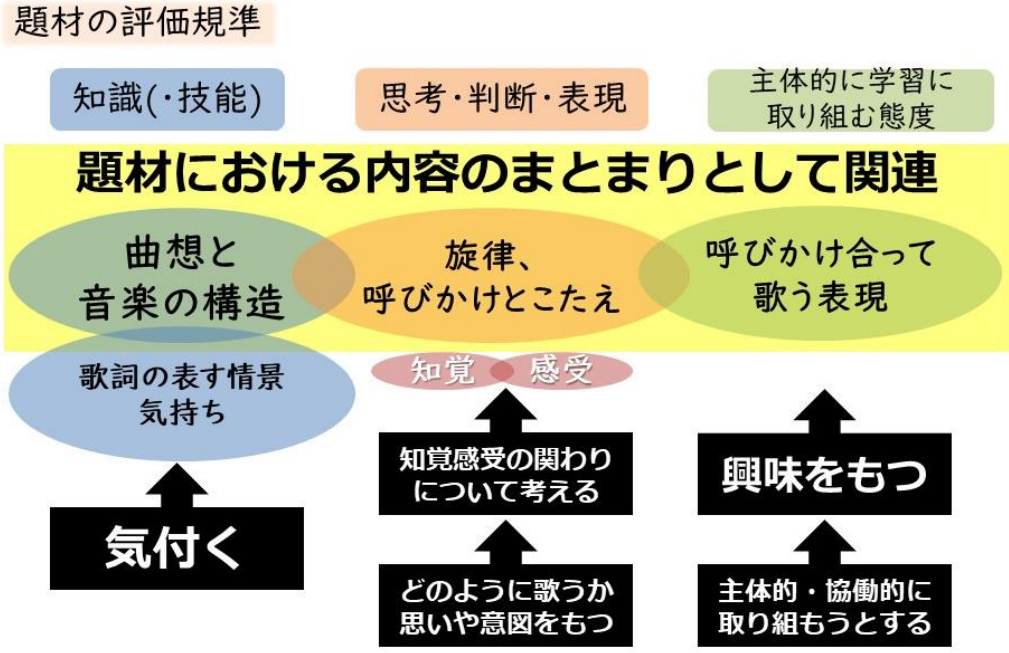 題材の評価規準
知識(・技能)
思考・判断・表現
主体的に学習に
取り組む態度
題材における内容のまとまりとして関連
曲想と
音楽の構造
旋律、
呼びかけとこたえ
呼びかけ合って
歌う表現
歌詞の表す情景
気持ち
知覚
感受
気付く
知覚感受の関わり
について考える
どのように歌うか
思いや意図をもつ
興味をもつ
主体的・協働的に
取り組もうとする